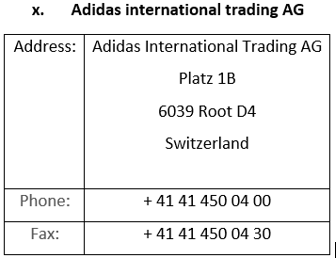 x. Adidas international trading AG
Address: Adidas International Trading AG
Platz 1B
6039 Root D4
Switzerland
Phone: + 41 41 450 04 00
Fax: + 41 41 450 04 30